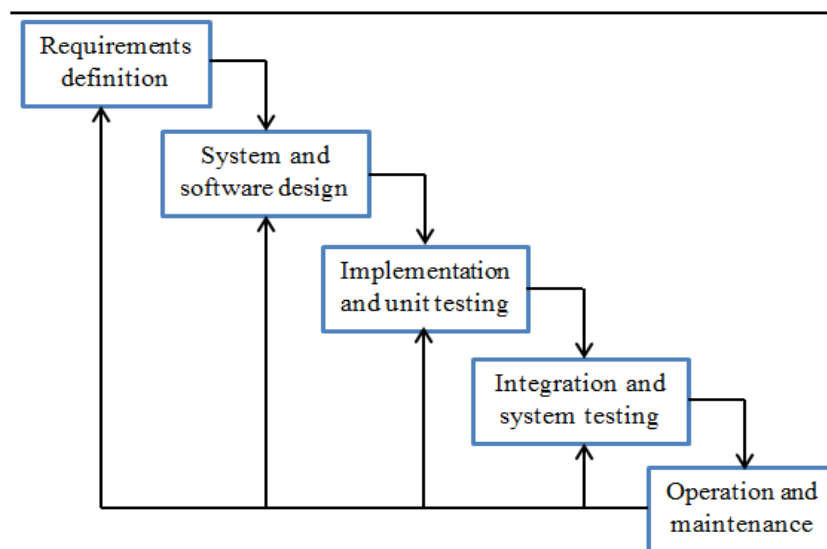 Requirements
definition
System and
software design
Implementation
and unit testing
Integration and
system testing
Operation and
maintenance